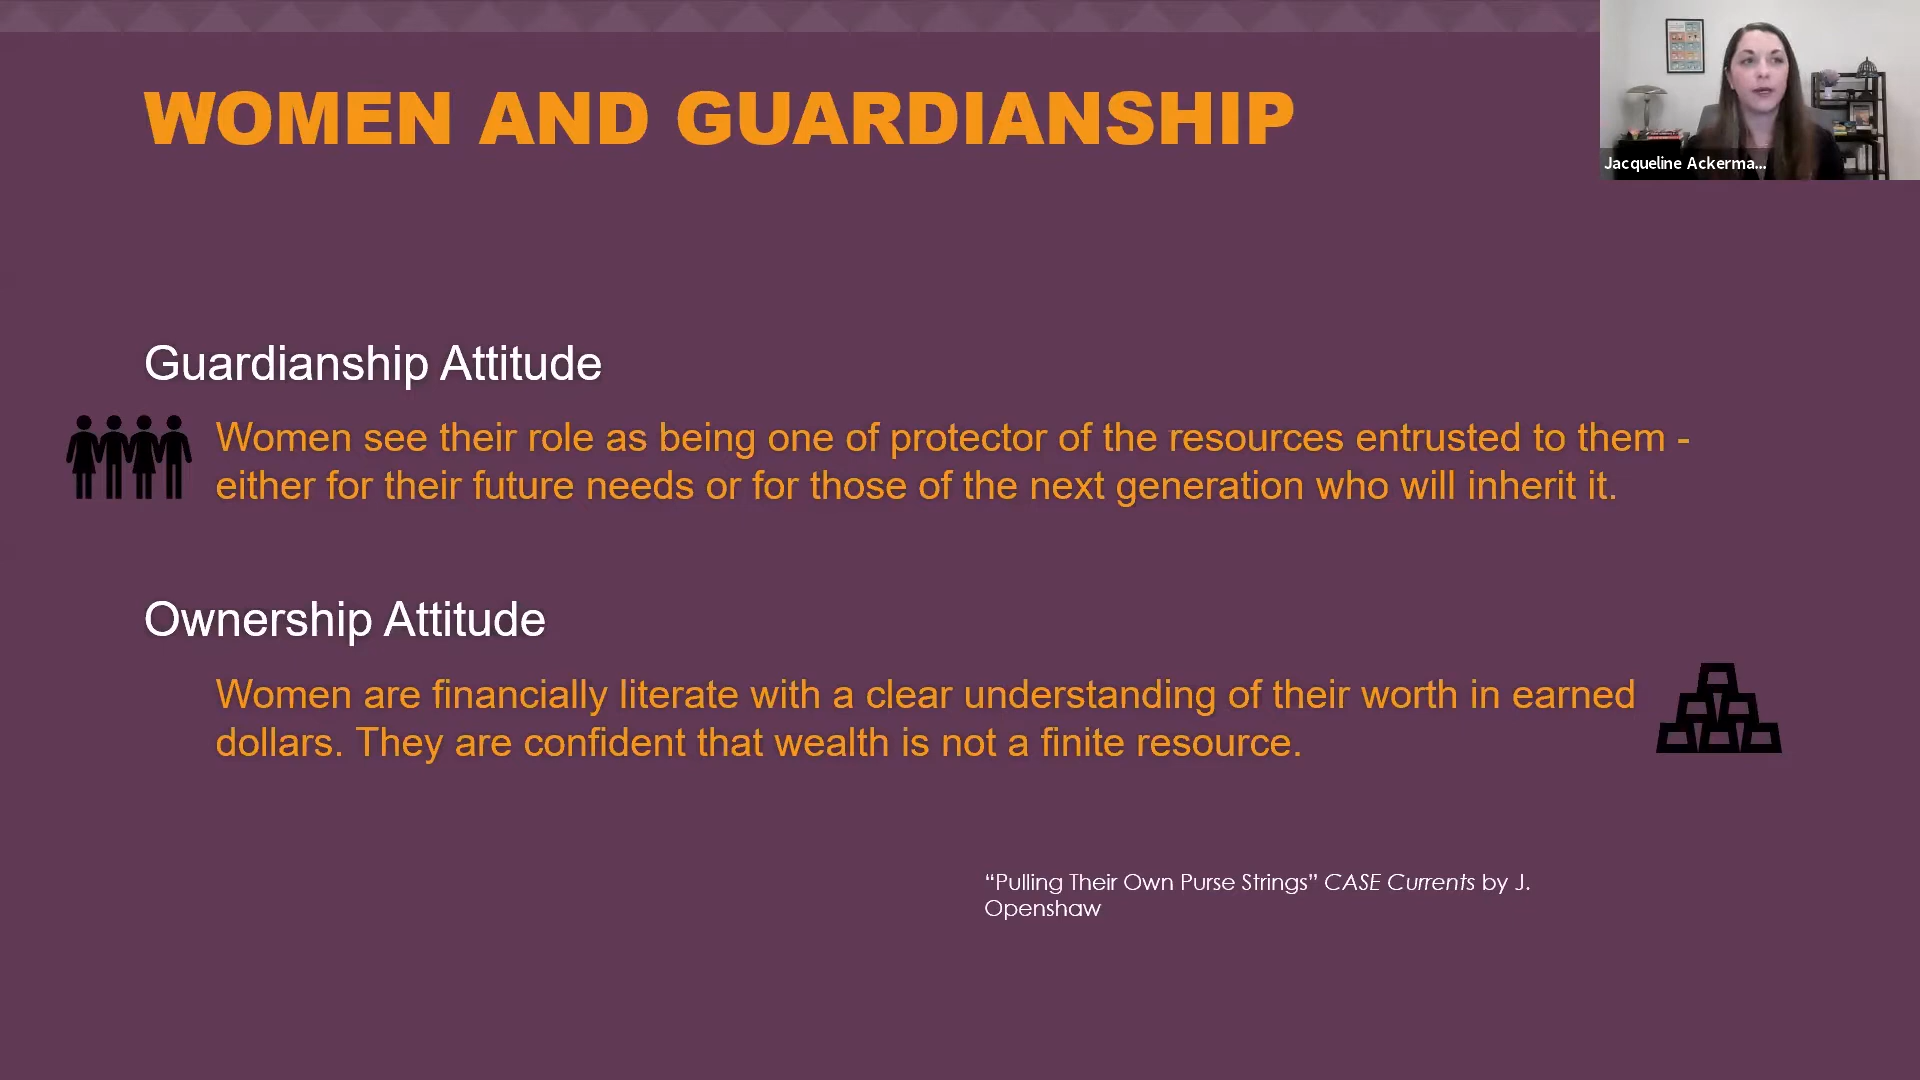 WOMEN AND GUARDIANSHIP
Jacqueline Ackerma...
Guardianship Attitude
Women see their role as being one of protector of the resources entrusted to them -
either for their future needs or for those of the next generation who will inherit it.
Ownership Attitude
Women are financially literate with a clear understanding of their worth in earned
dollars. They are confident that wealth is not a finite resource.
“Pulling Their Own Purse Strings” CASE Currents by J.
Openshaw